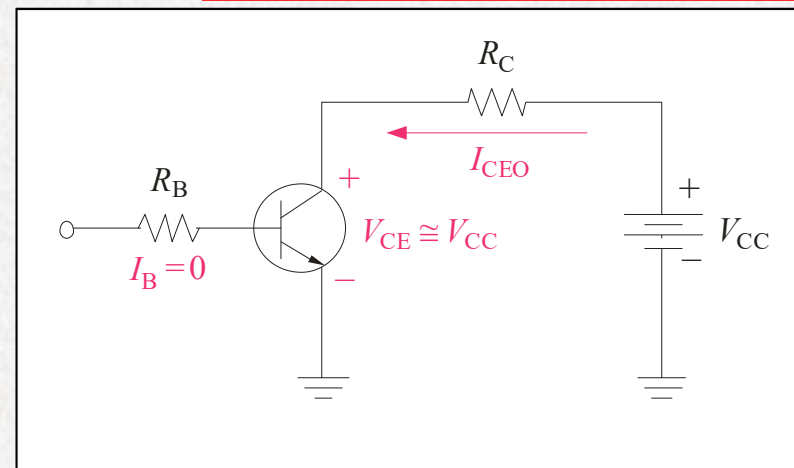 R_C
I_CEO
R_B
+
+
V_CE ≅ V_CC
V_CC
I_B = 0
−
−